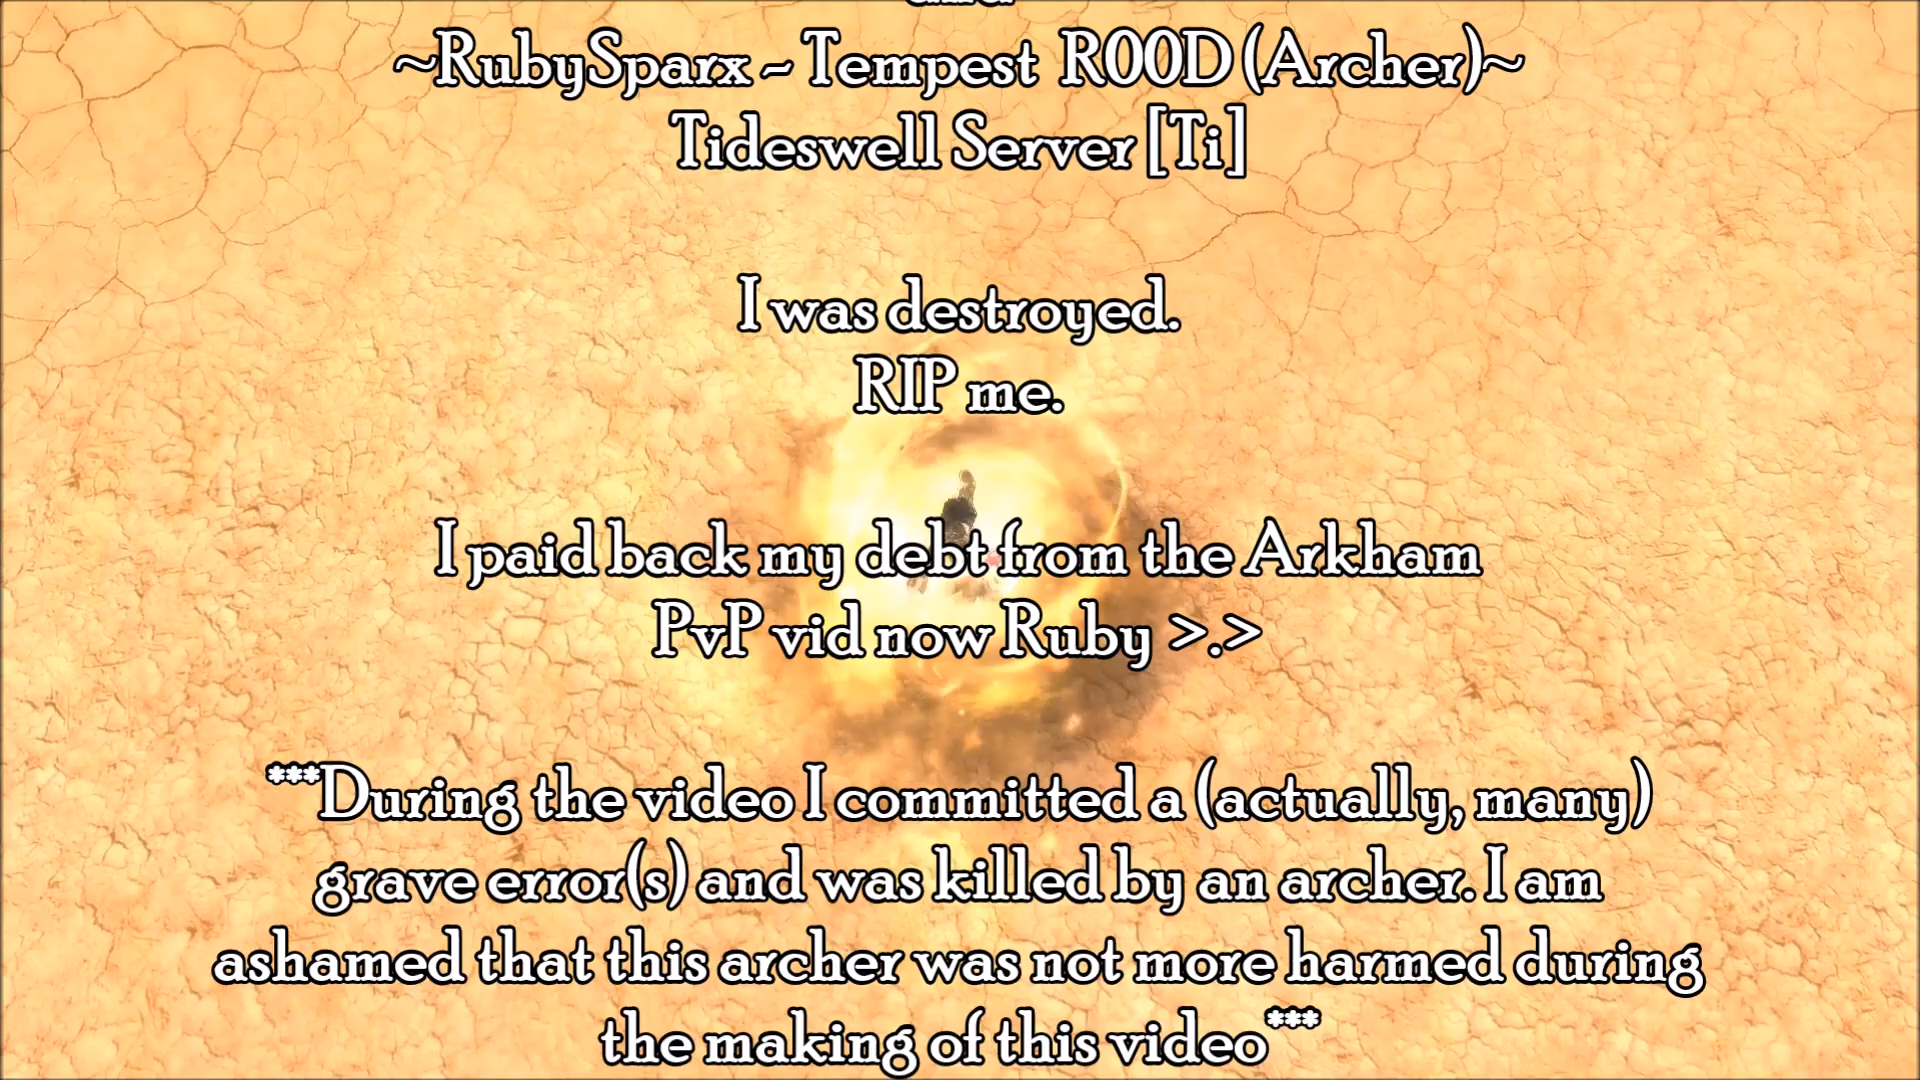 ~RubySparx - Tempest R00D (Archer)~
Tideswell Server [Ti]
I was destroyed.
RIP me.
I paid back my debt from the Arkham
PvP vid now Ruby >.>
***During the video I committed a (actually, many)
grave error(s) and was killed by an archer. I am
ashamed that this archer was not more harmed during
the making of this video***